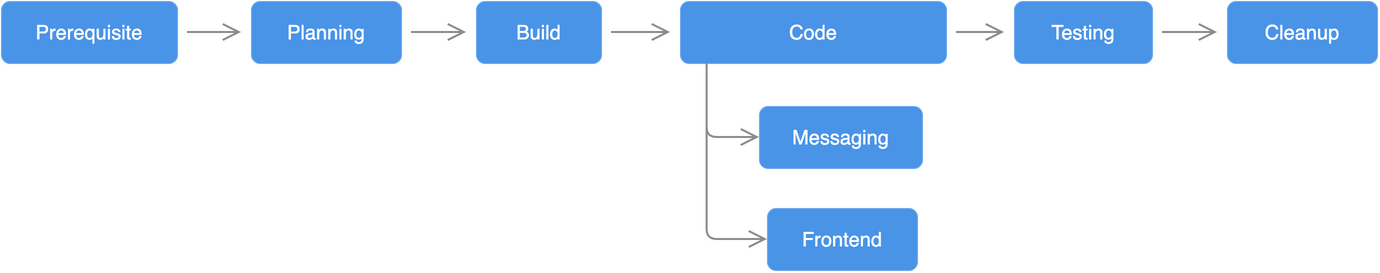 Prerequisite
Planning
Build
Code
Testing
Cleanup
Messaging
Frontend